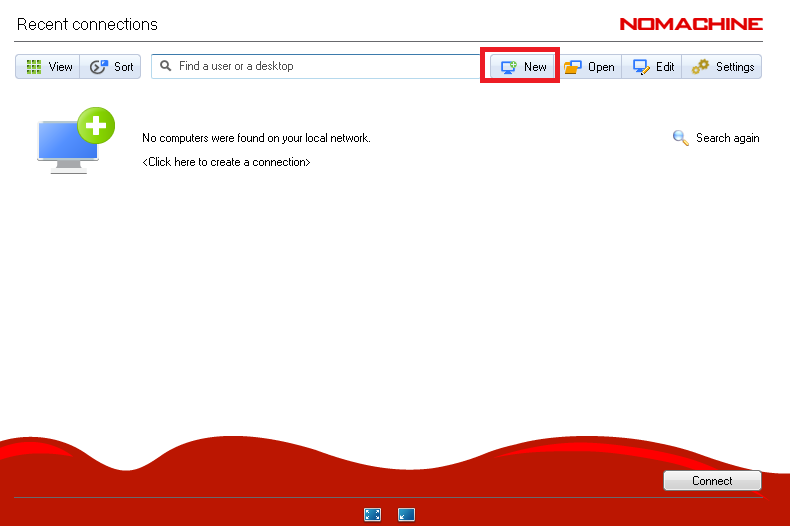 Recent connections
NOMACHINE
View
Sort
Find a user or a desktop
New
Open
Edit
Settings
No computers were found on your local network.
Search again
<Click here to create a connection>
Connect